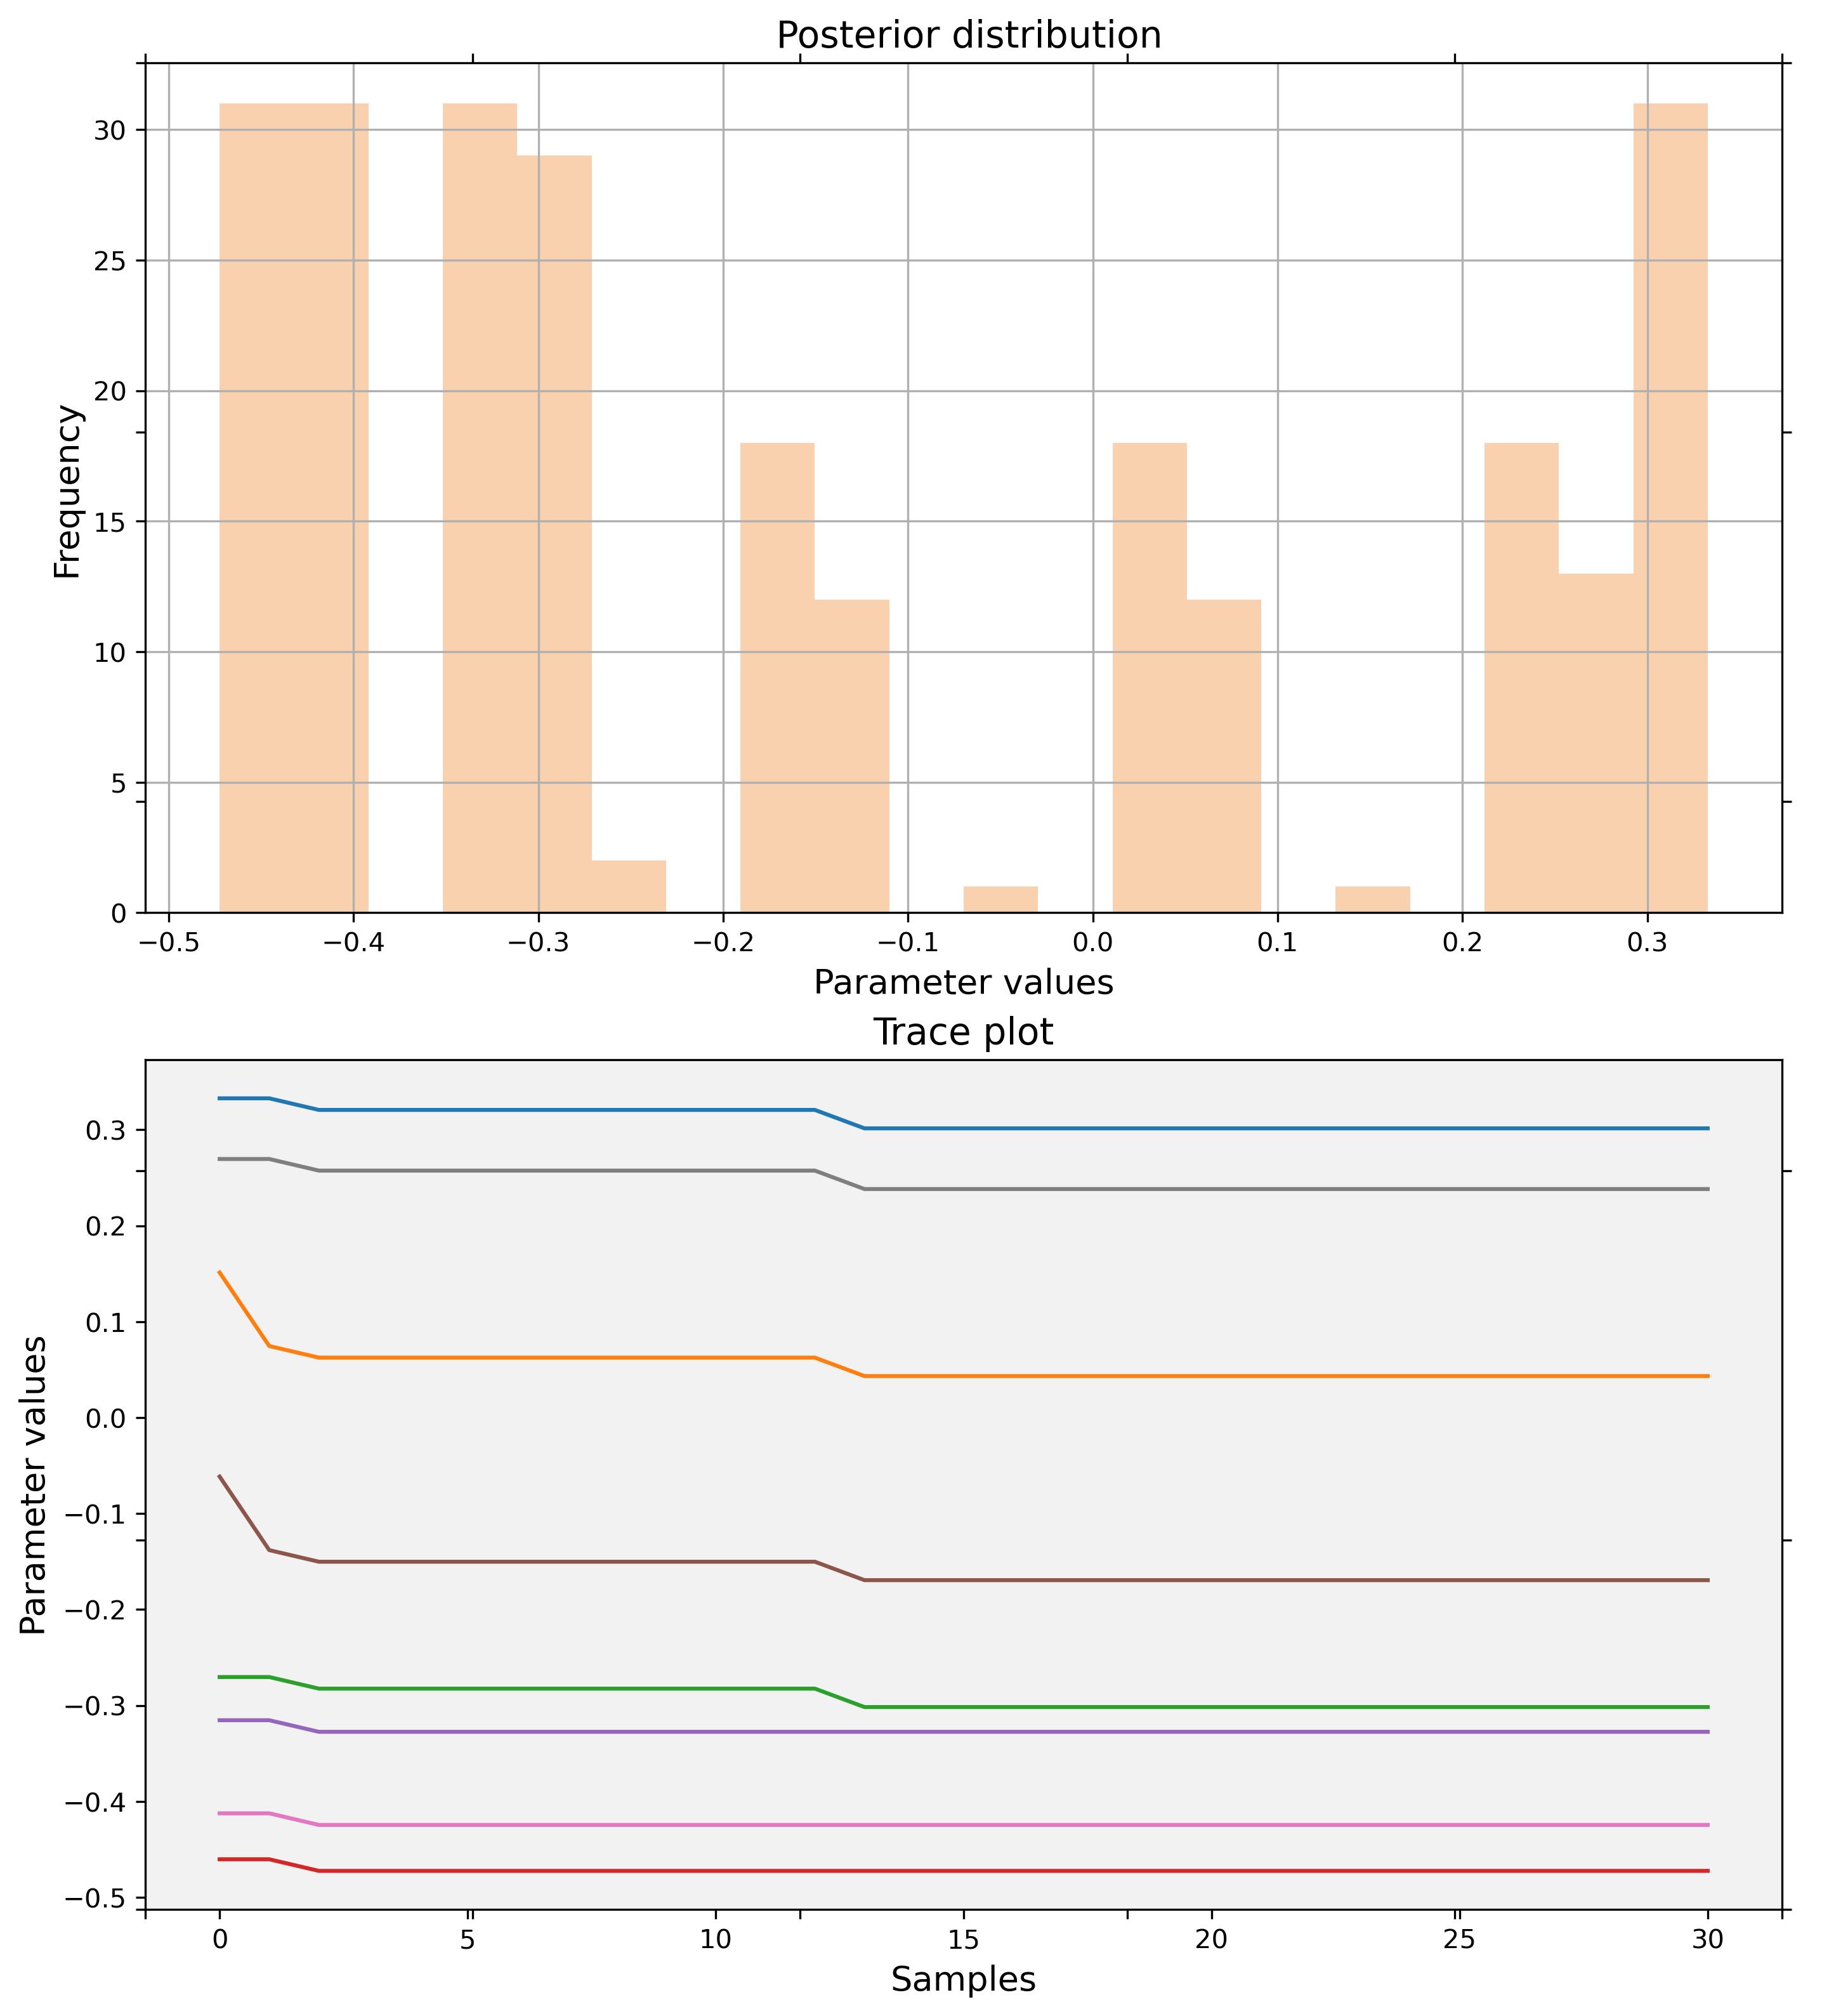 Posterior distribution
30
25
20
15
10
5
0
Frequency
−0.5 −0.4 −0.3 −0.2 −0.1 0.0 0.1 0.2 0.3
Parameter values
Trace plot
0.3
0.2
0.1
0.0
−0.1
−0.2
−0.3
−0.4
−0.5
Parameter values
0 5 10 15 20 25 30
Samples